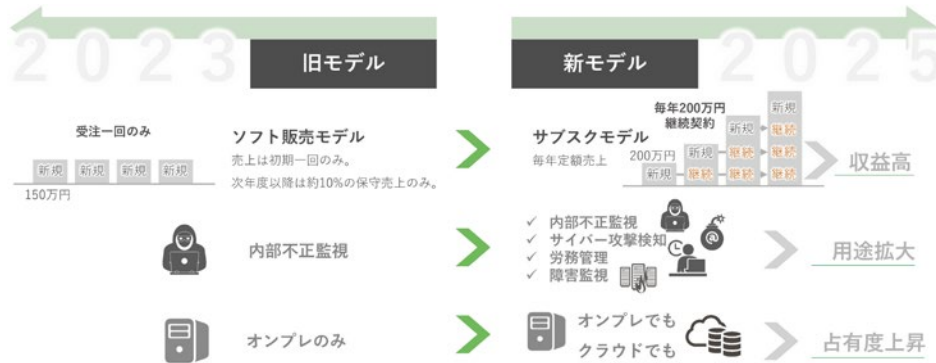 2023
2025
旧モデル
新モデル
受注一回のみ
新規 新規 新規 新規
150万円
ソフト販売モデル
売上は初期一回のみ。
次年度以降は約10%の保守売上のみ。
サブスクモデル
毎年定額売上
毎年200万円
継続契約
200万円
新規
新規 継続
新規 継続 継続
新規 継続 継続 継続
収益高
内部不正監視
✓ 内部不正監視
✓ サイバー攻撃検知
✓ 労務管理
✓ 障害監視
@
用途拡大
オンプレのみ
オンプレでも
クラウドでも
占有度上昇